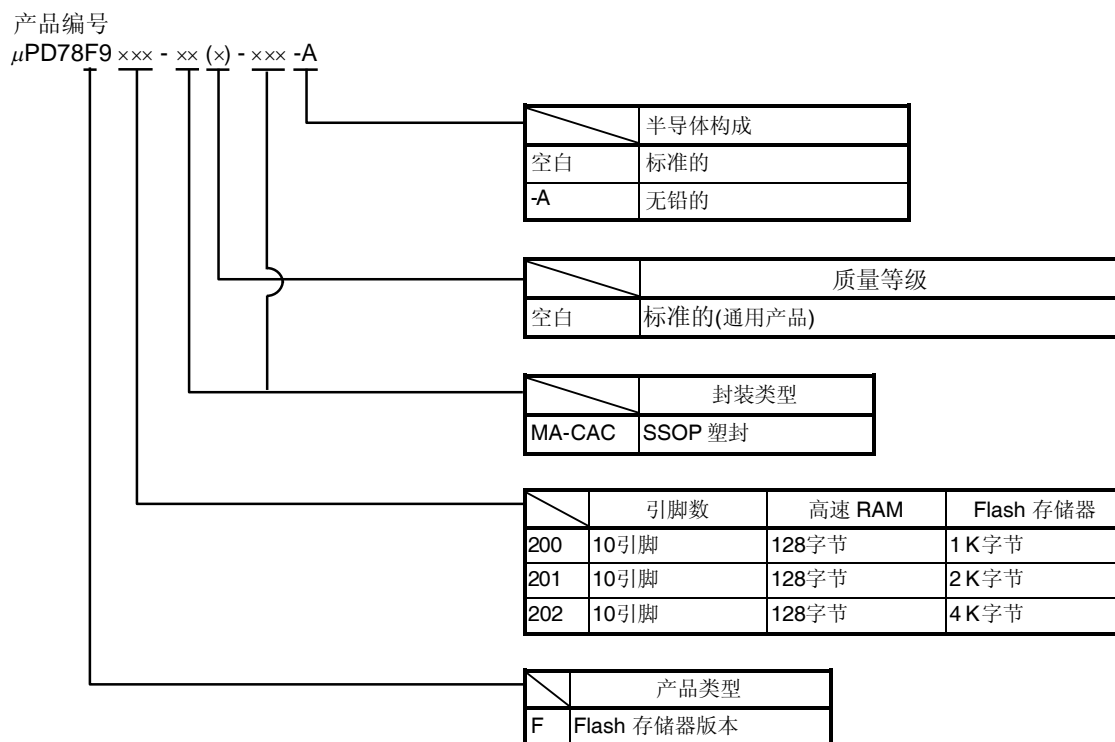 产品编号
μPD78F9 ××× - ×× (×) - ××× -A
半导体构成
空白 标准的
-A 无铅的
质量等级
空白 标准的(通用产品)
封装类型
MA-CAC SSOP 塑封
引脚数 高速 RAM Flash 存储器
200 10引脚 128字节 1 K字节
201 10引脚 128字节 2 K字节
202 10引脚 128字节 4 K字节
产品类型
F Flash 存储器版本